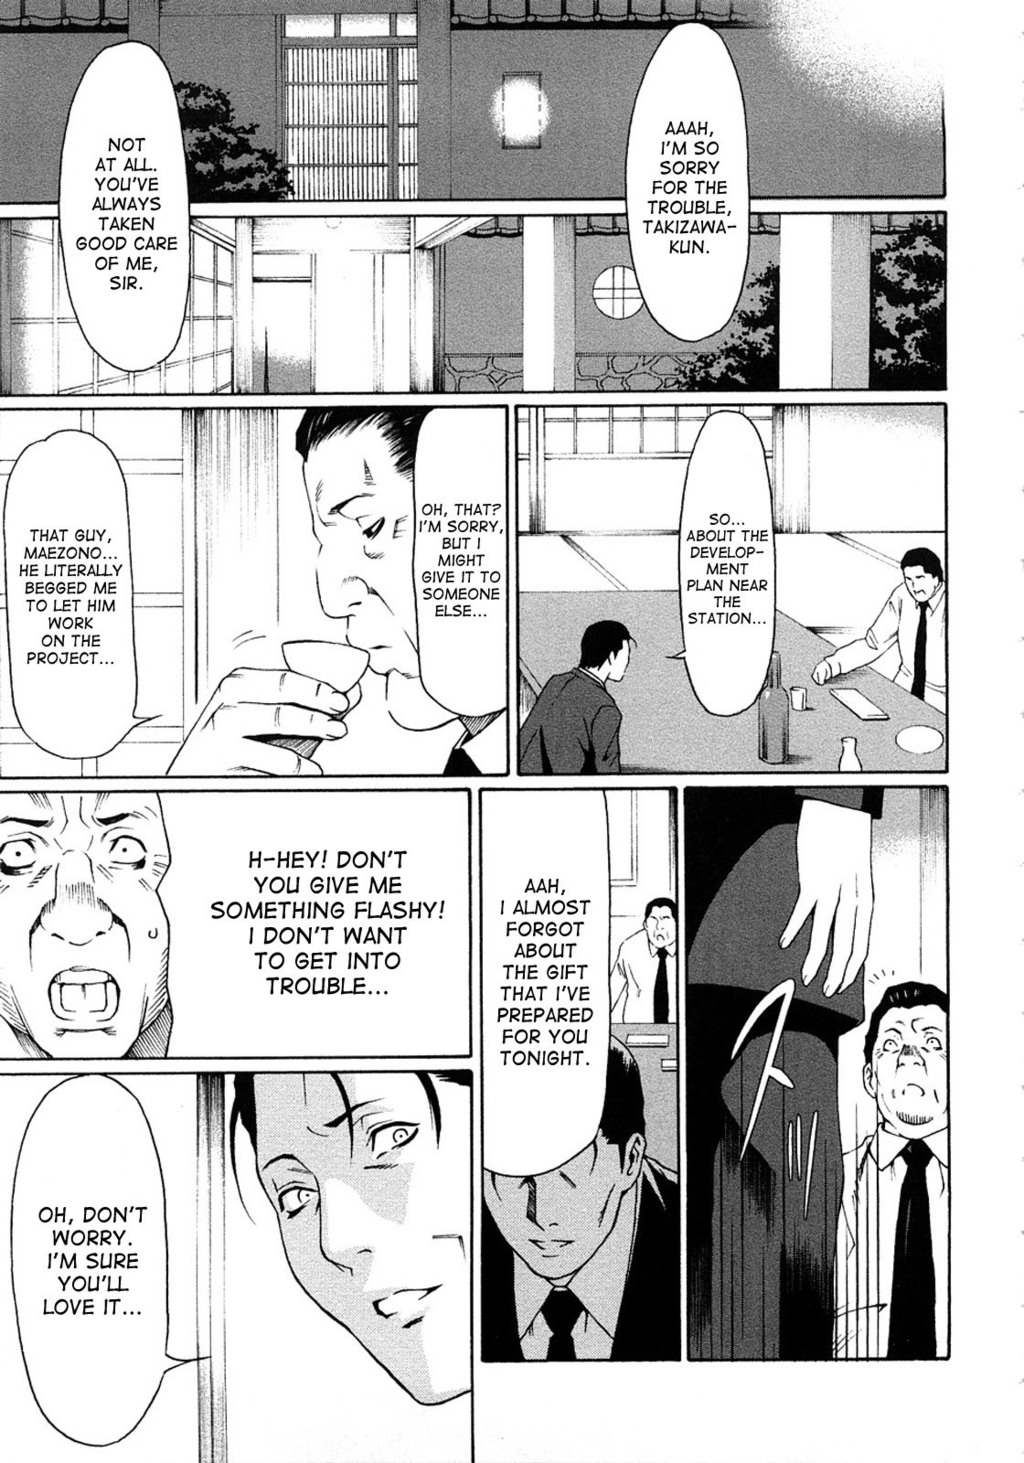 AAAH,
I'M SO
SORRY
FOR THE
TROUBLE,
TAKIZAWA-
KUN.
NOT
AT ALL.
YOU'VE
ALWAYS
TAKEN
GOOD CARE
OF ME,
SIR.
SO...
ABOUT THE
DEVELOP-
MENT
PLAN NEAR
THE
STATION...
OH, THAT?
I'M SORRY,
BUT I
MIGHT
GIVE IT TO
SOMEONE
ELSE...
THAT GUY,
MAEZONO...
HE LITERALLY
BEGGED ME
TO LET HIM
WORK
ON THE
PROJECT...
AAH,
I ALMOST
FORGOT
ABOUT
THE GIFT
THAT I'VE
PREPARED
FOR YOU
TONIGHT.
H-HEY! DON'T
YOU GIVE ME
SOMETHING FLASHY!
I DON'T WANT
TO GET INTO
TROUBLE...
OH, DON'T
WORRY.
I'M SURE
YOU'LL
LOVE IT...